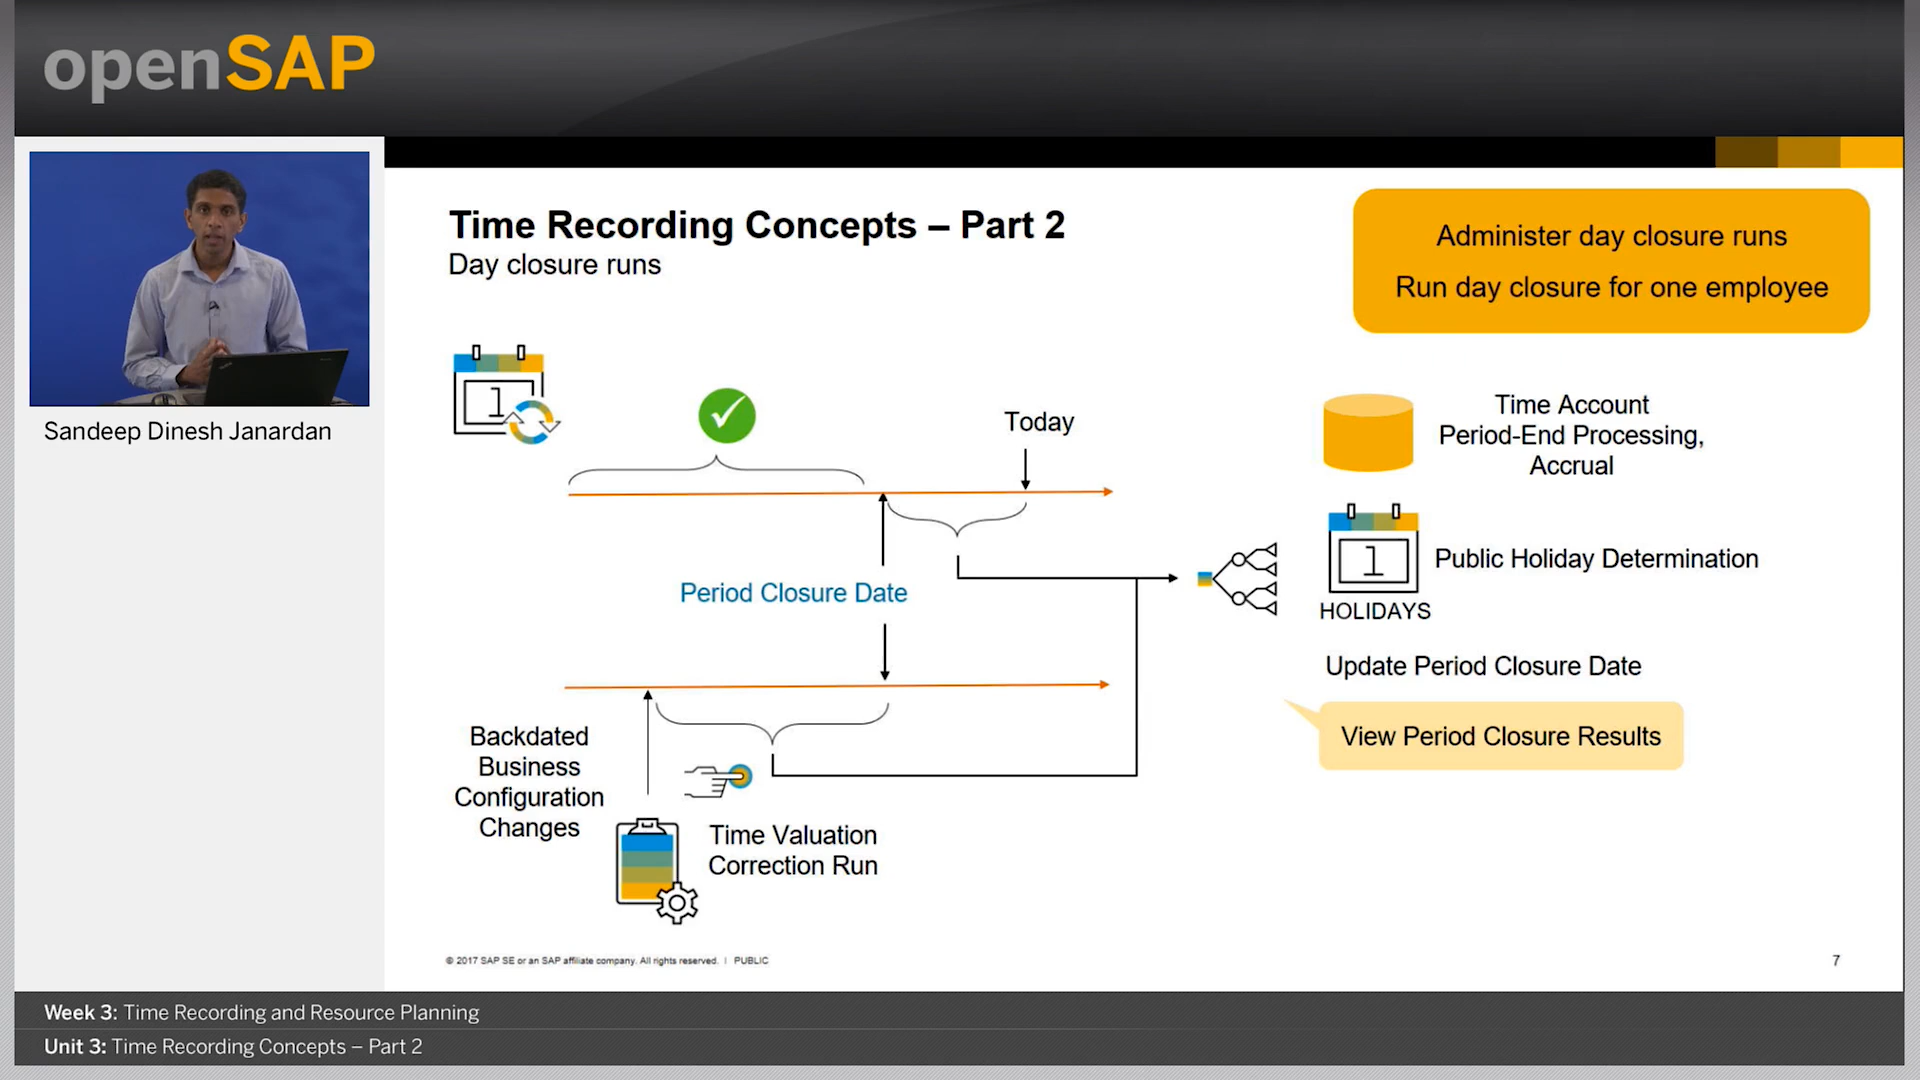 openSAP
Sandeep Dinesh Janardan
Time Recording Concepts – Part 2
Day closure runs
Administer day closure runs
Run day closure for one employee
1
Today
Period Closure Date
Backdated
Business
Configuration
Changes
Time Valuation
Correction Run
Time Account
Period-End Processing,
Accrual
1
Public Holiday Determination
HOLIDAYS
Update Period Closure Date
View Period Closure Results
© 2017 SAP SE or an SAP affiliate company. All rights reserved. | PUBLIC
7
Week 3: Time Recording and Resource Planning
Unit 3: Time Recording Concepts – Part 2